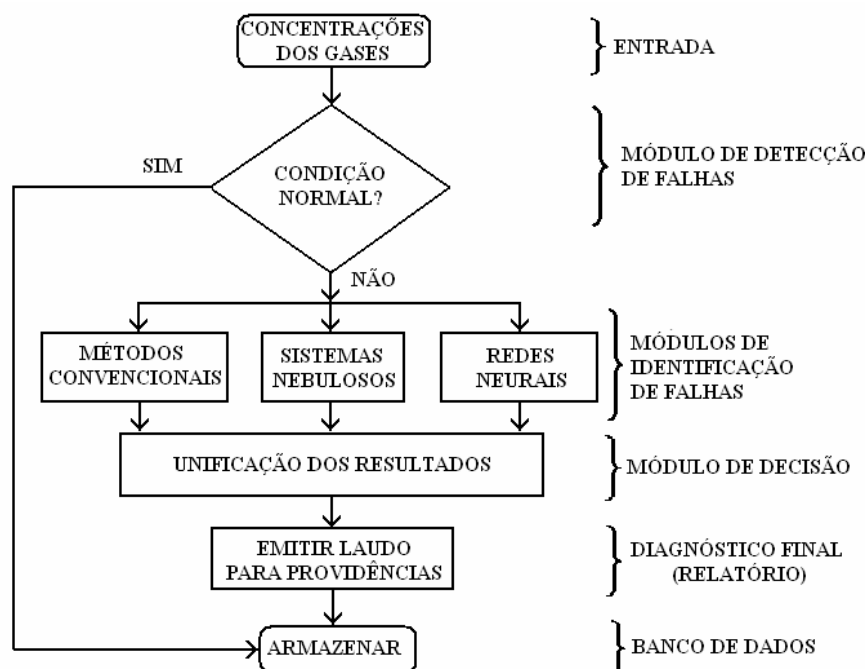 CONCENTRAÇÕES
DOS GASES
ENTRADA
SIM
CONDIÇÃO
NORMAL?
MÓDULO DE DETECÇÃO
DE FALHAS
NÃO
MÉTODOS
CONVENCIONAIS
SISTEMAS
NEBULOSOS
REDES
NEURAIS
MÓDULOS DE
IDENTIFICAÇÃO
DE FALHAS
UNIFICAÇÃO DOS RESULTADOS
MÓDULO DE DECISÃO
EMITIR LAUDO
PARA PROVIDÊNCIAS
DIAGNÓSTICO FINAL
(RELATÓRIO)
ARMAZENAR
BANCO DE DADOS